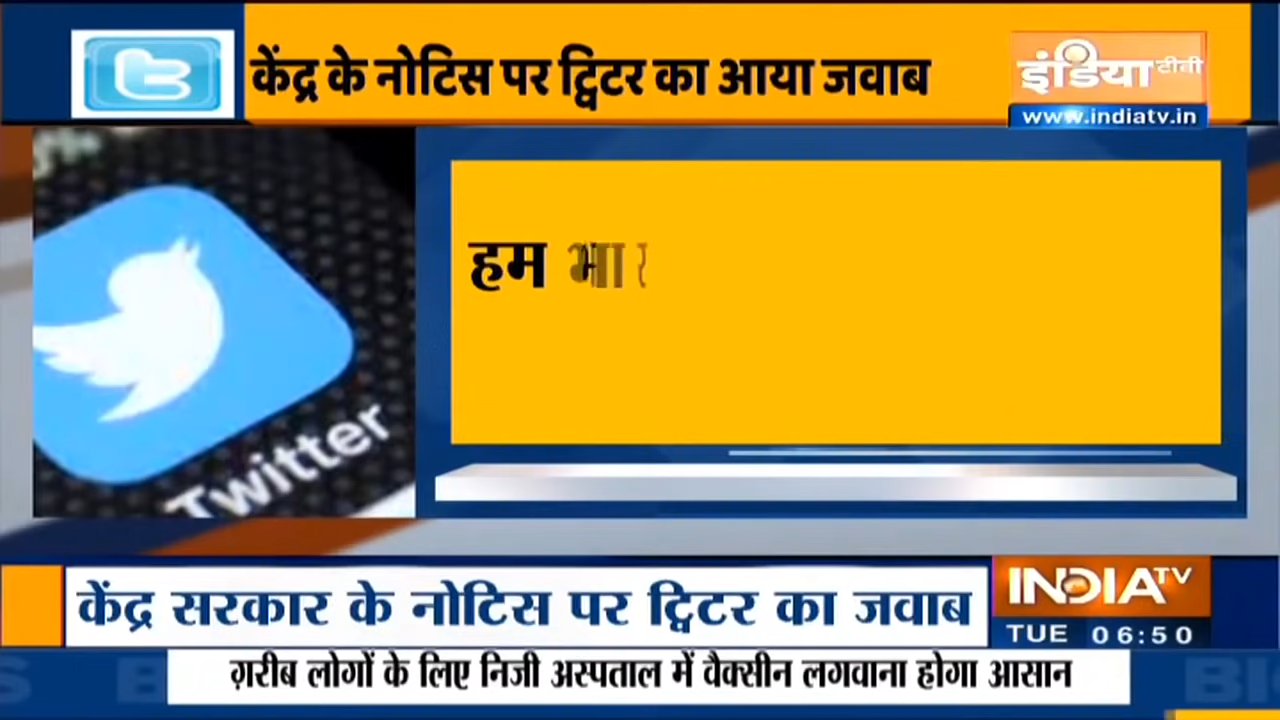 केंद्र के नोटिस पर ट्विटर का आया जवाब
इंडिया टीवी
www.indiatv.in
हम
Twitter
केंद्र सरकार के नोटिस पर ट्विटर का जवाब
INDIA TV
TUE 06:50
ग़रीब लोगों के लिए निजी अस्पताल में वैक्सीन लगवाना होगा आसान